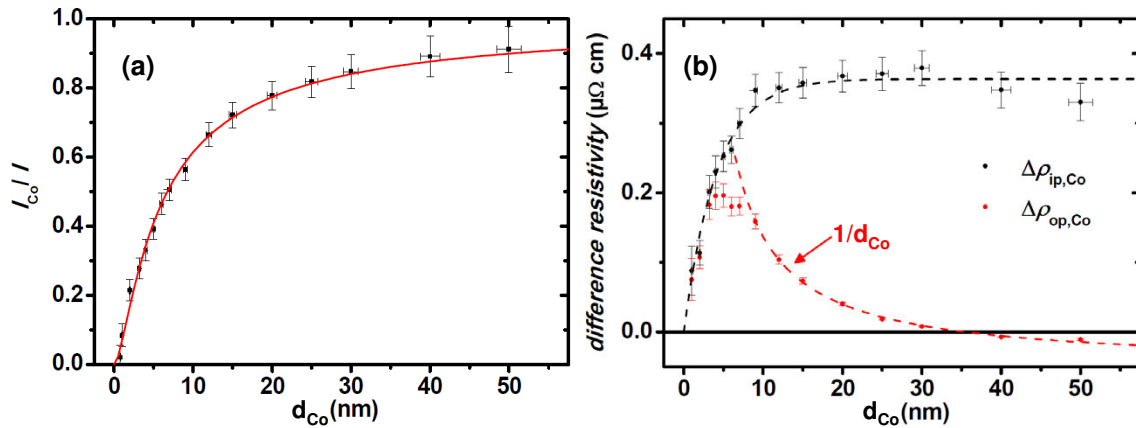 (a)
I_Co / I
1.0
0.8
0.6
0.4
0.2
0.0
0 10 20 30 40 50
d_Co(nm)
(b)
difference resistivity (μΩ cm)
0.4
0.2
0.0
0 10 20 30 40 50
d_Co(nm)
Δρ_ip,Co
Δρ_op,Co
1/d_Co